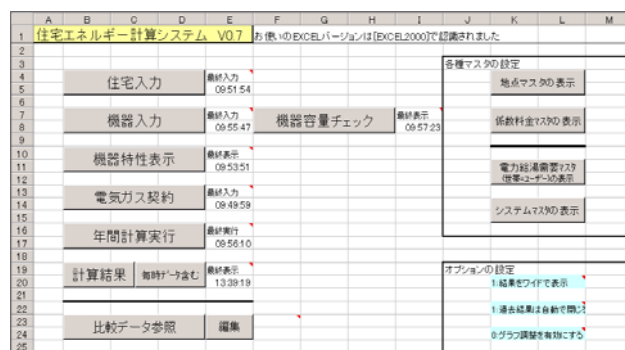 A B C D E F G H I J K L M
1 住宅エネルギー計算システム V0.7 お使いのEXCELバージョンは[EXCEL2000]で認識されました
2
3 各種マスタの設定
4 住宅入力 最終入力 地点マスタの表示
5 09:51:54
6
7 機器入力 最終入力 機器容量チェック 最終表示 係数料金マスタの表示
8 09:55:47 09:57:23
9
10 機器特性表示 最終表示
11 09:53:51 電力給湯需要マスタ
12 (世帯=ユーザー)の表示
13 電気ガス契約 最終入力
14 09:49:59 システムマスタの表示
15
16 年間計算実行 最終実行
17 09:56:10
18
19 計算結果 毎時データ含む 最終表示 オプションの設定
20 13:39:19 1:結果をワイドで表示
21
22 1:過去結果は自動で閉じ
23 比較データ参照 編集
24 0:グラフ調整を有効にする
25